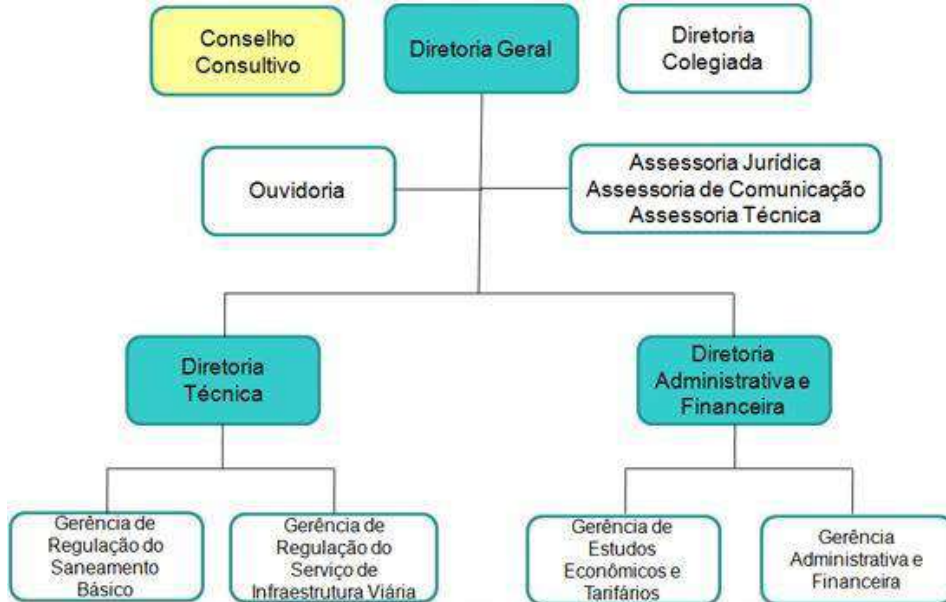 Conselho
Consultivo
Diretoria Geral
Diretoria
Colegiada
Ouvidoria
Assessoria Jurídica
Assessoria de Comunicação
Assessoria Técnica
Diretoria
Técnica
Diretoria
Administrativa e
Financeira
Gerência de
Regulação do
Saneamento
Básico
Gerência de
Regulação do
Serviço de
Infraestrutura Viária
Gerência de
Estudos
Econômicos e
Tarifários
Gerência
Administrativa e
Financeira